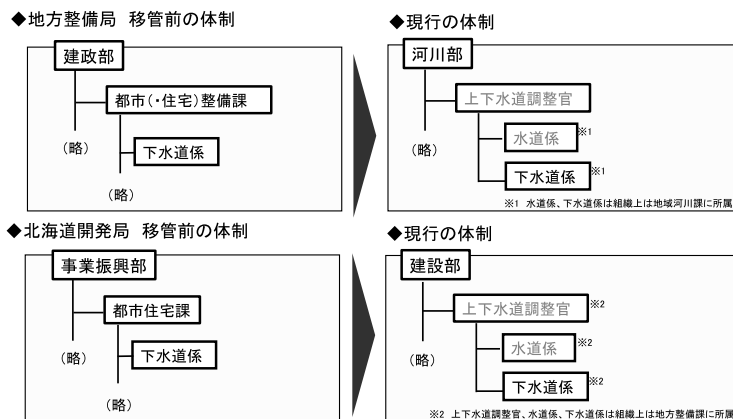 ◆地方整備局 移管前の体制
建政部
都市(・住宅)整備課
(略)
下水道係
(略)
◆現行の体制
河川部
上下水道調整官
水道係※1
(略)
下水道係※1
※1 水道係、下水道係は組織上は地域河川課に所属
◆北海道開発局 移管前の体制
事業振興部
都市住宅課
(略)
下水道係
(略)
◆現行の体制
建設部
上下水道調整官※2
水道係※2
(略)
下水道係※2
※2 上下水道調整官、水道係、下水道係は組織上は地方整備課に所属